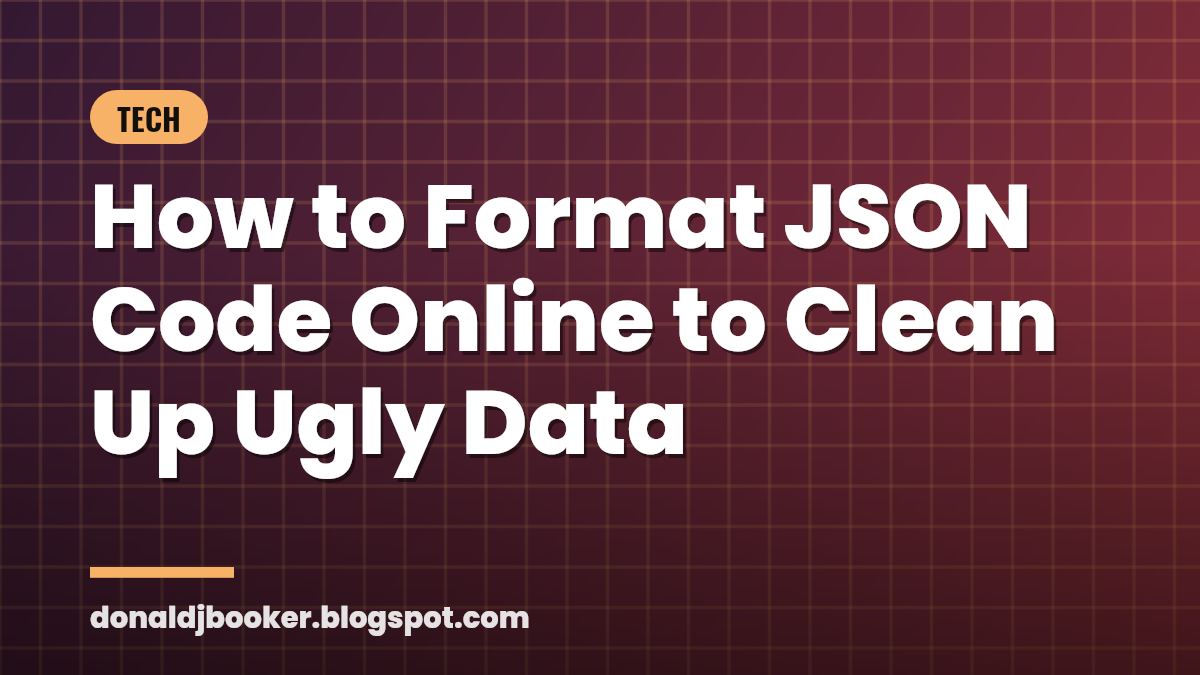 TECH
How to Format JSON
Code Online to Clean
Up Ugly Data
donaldjbooker.blogspot.com